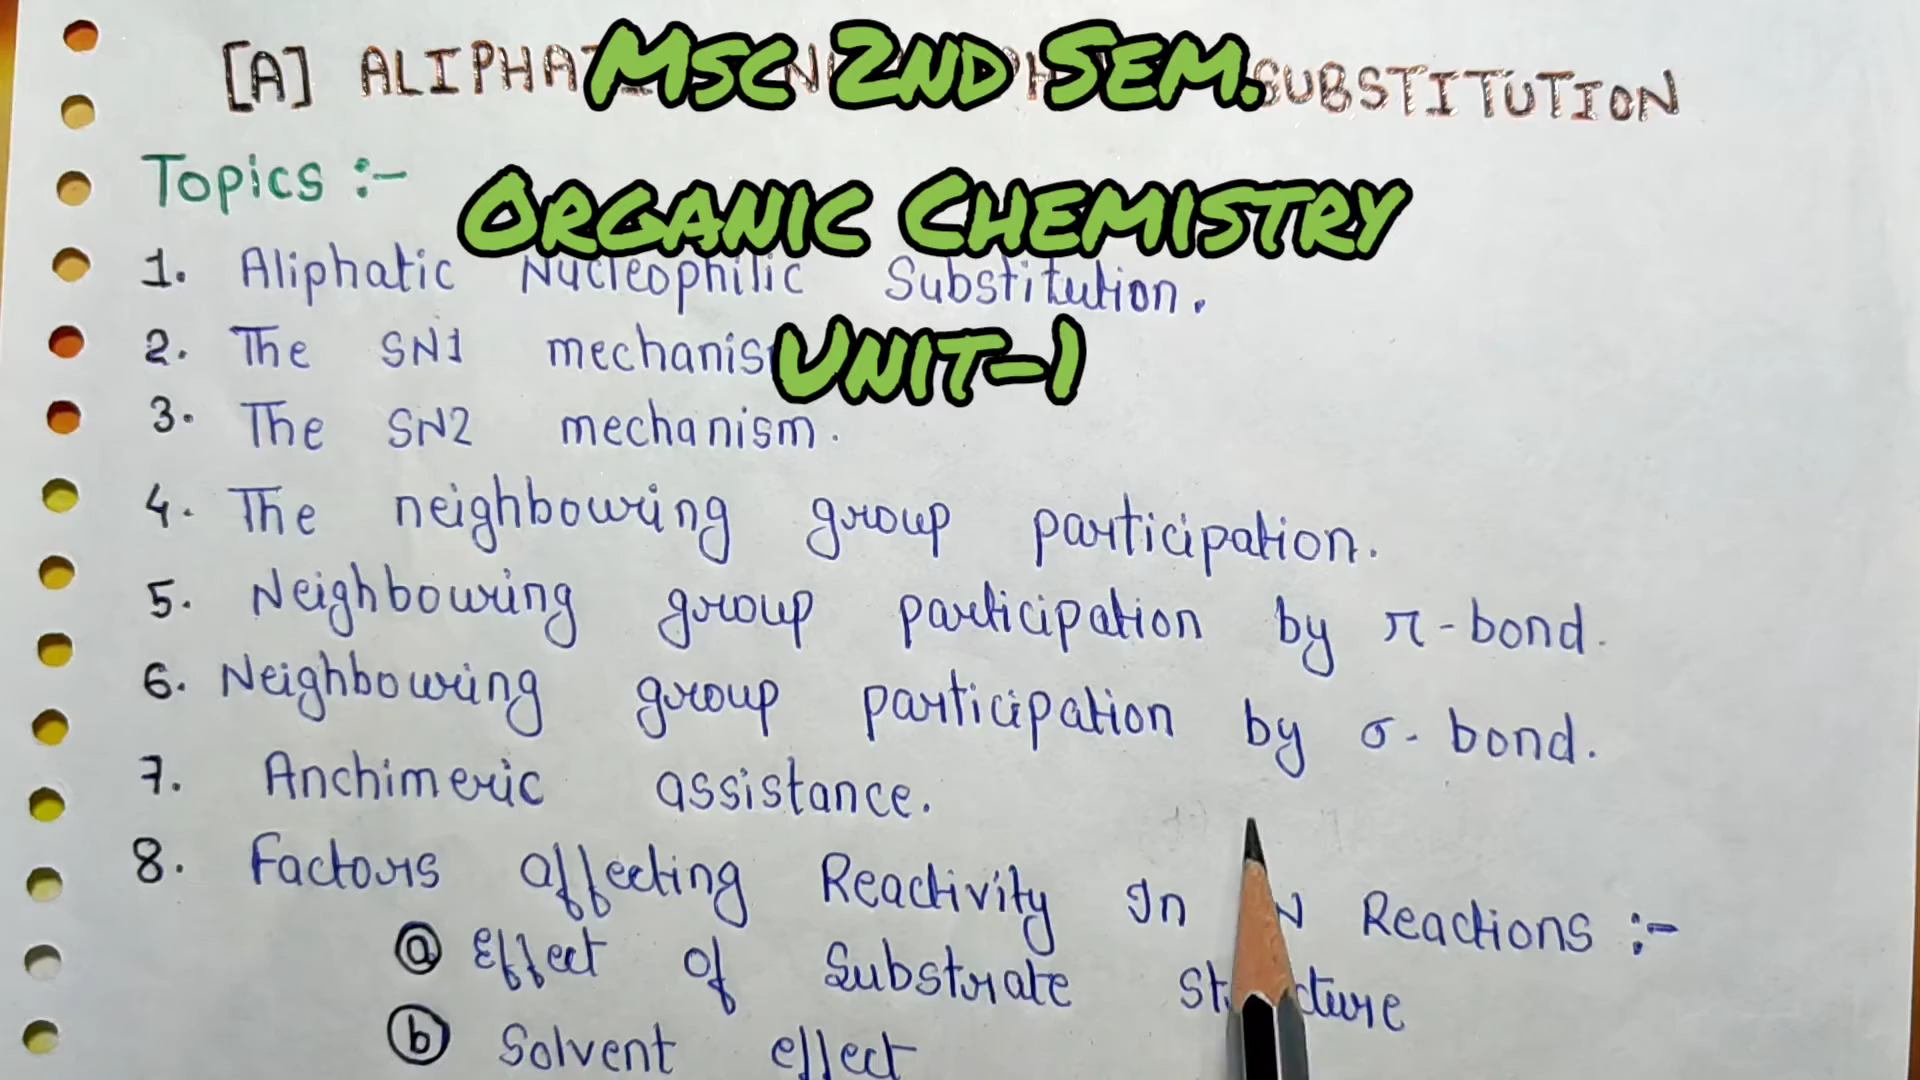 [A] ALIPHA SUBSTITUTION
Msc 2nd Sem.
Topics :-
Organic Chemistry
1. Aliphatic Nucleophilic Substitution.
Unit-1
2. The SN1 mechanis
3. The SN2 mechanism.
4. The neighbouring group participation.
5. Neighbouring group participation by π-bond.
6. Neighbouring group participation by σ- bond.
7. Anchimeric assistance.
8. Factors affecting Reactivity In N Reactions :-
ⓐ Effect of Substrate St cture
ⓑ Solvent effect